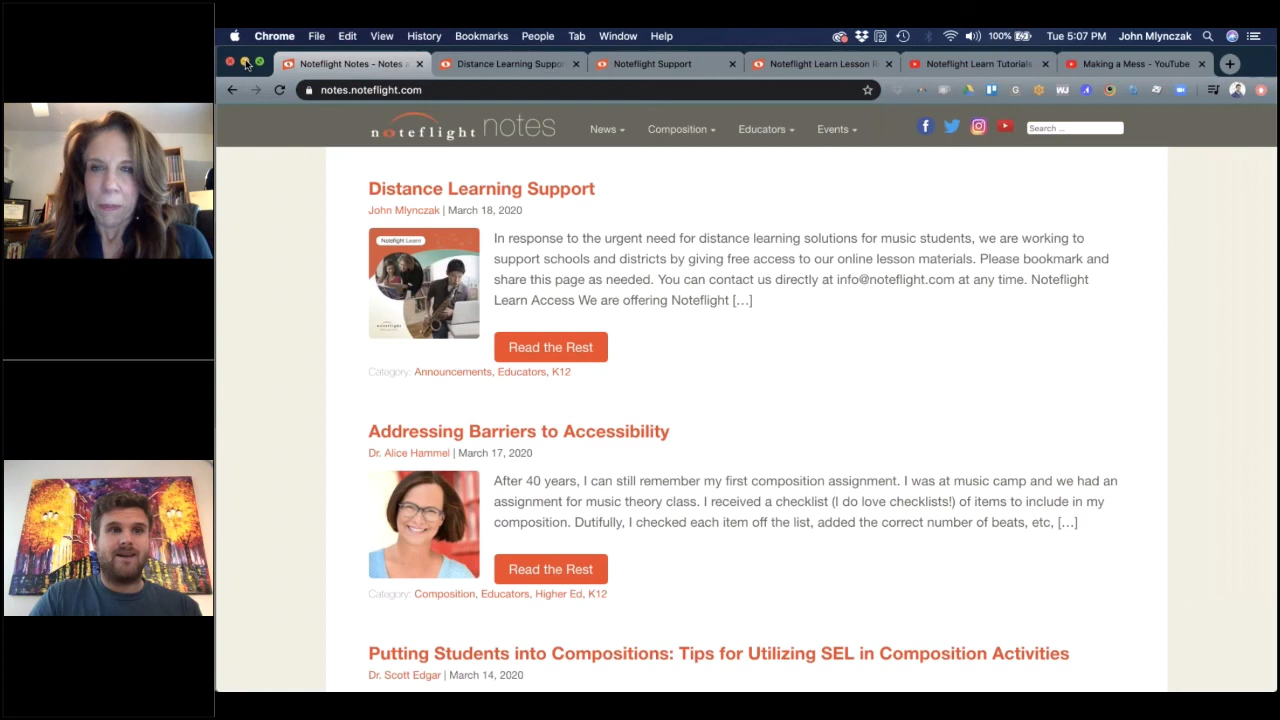 Chrome File Edit View History Bookmarks People Tab Window Help 100% Tue 5:07 PM John Mlynczak
Noteflight Notes - Notes a Distance Learning Suppo Noteflight Support Noteflight Learn Lesson R Noteflight Learn Tutorials Making a Mess - YouTube
notes.noteflight.com
noteflight notes News Composition Educators Events Search ...
Distance Learning Support
John Mlynczak | March 18, 2020
Noteflight Learn
In response to the urgent need for distance learning solutions for music students, we are working to
support schools and districts by giving free access to our online lesson materials. Please bookmark and
share this page as needed. You can contact us directly at info@noteflight.com at any time. Noteflight
Learn Access We are offering Noteflight […]
noteflight
Read the Rest
Category: Announcements, Educators, K12
Addressing Barriers to Accessibility
Dr. Alice Hammel | March 17, 2020
After 40 years, I can still remember my first composition assignment. I was at music camp and we had an
assignment for music theory class. I received a checklist (I do love checklists!) of items to include in my
composition. Dutifully, I checked each item off the list, added the correct number of beats, etc, […]
Read the Rest
Category: Composition, Educators, Higher Ed, K12
Putting Students into Compositions: Tips for Utilizing SEL in Composition Activities
Dr. Scott Edgar | March 14, 2020